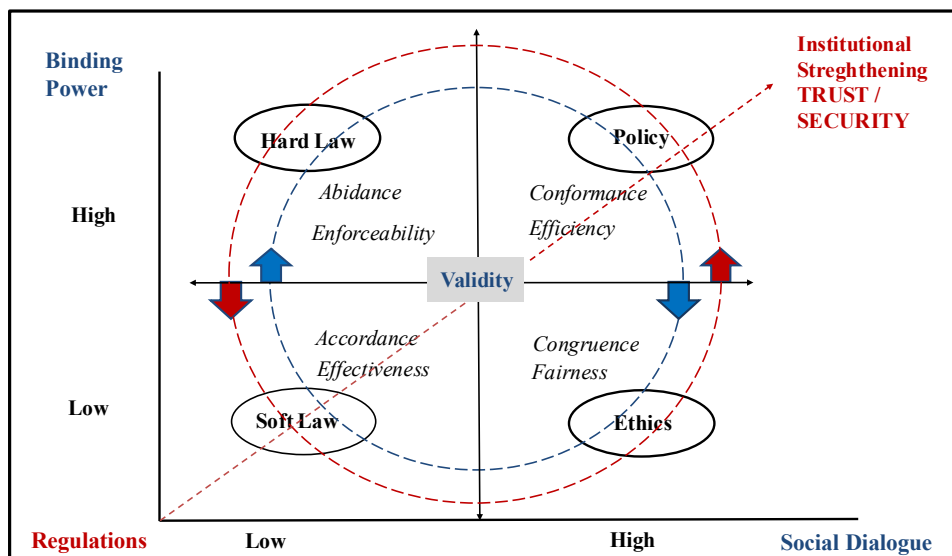 Binding
Power
Institutional
Streghthening
TRUST /
SECURITY
Hard Law
Policy
Abidance
Enforceability
Conformance
Efficiency
High
Validity
Accordance
Effectiveness
Congruence
Fairness
Low
Soft Law
Ethics
Regulations
Low
High
Social Dialogue